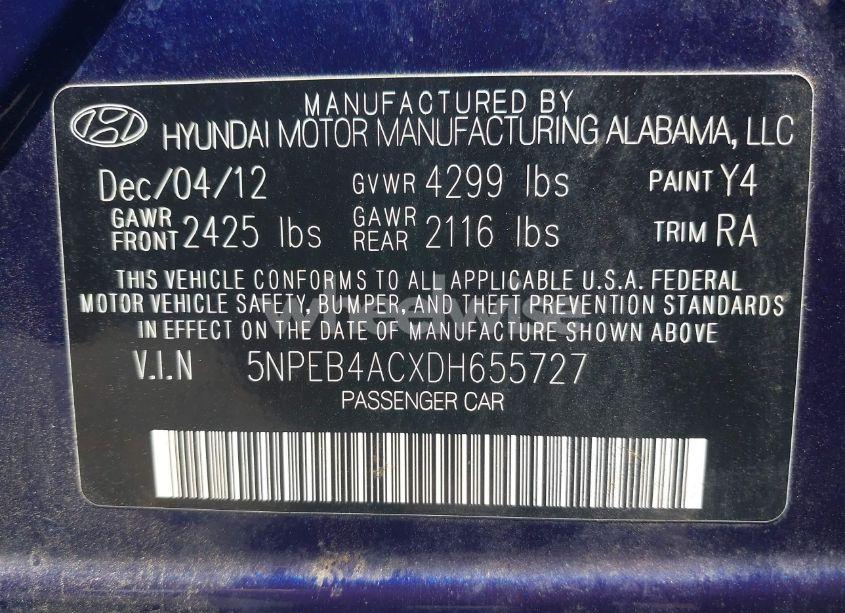 MANUFACTURED BY
HYUNDAI MOTOR MANUFACTURING ALABAMA, LLC
Dec/04/12 GVWR 4299 lbs PAINT Y4
GAWR FRONT 2425 lbs GAWR REAR 2116 lbs TRIM RA
THIS VEHICLE CONFORMS TO ALL APPLICABLE U.S.A. FEDERAL
MOTOR VEHICLE SAFETY, BUMPER, AND THEFT PREVENTION STANDARDS
IN EFFECT ON THE DATE OF MANUFACTURE SHOWN ABOVE
wheelwise
V.I.N 5NPEB4ACXDH655727
PASSENGER CAR